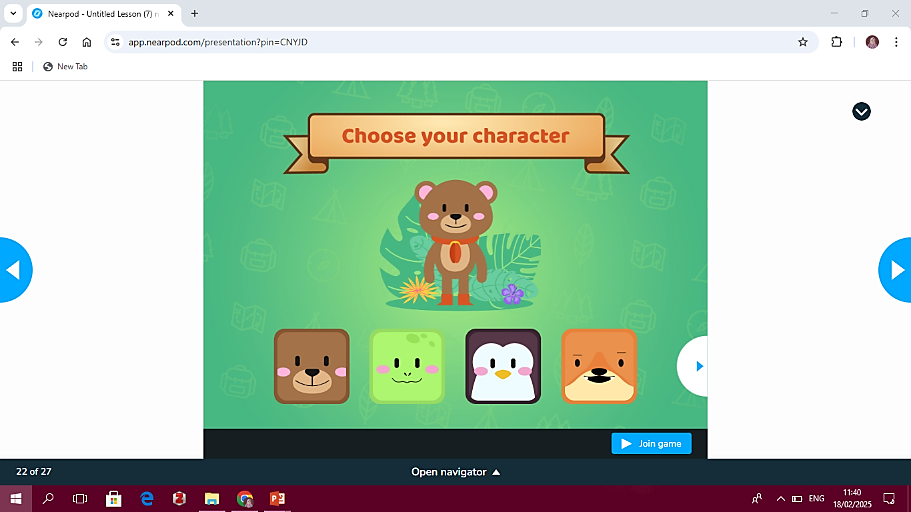 Nearpod - Untitled Lesson (7) n
app.nearpod.com/presentation?pin=CNYJD
New Tab
Choose your character
Join game
22 of 27
Open navigator
ENG
11:40
18/02/2025